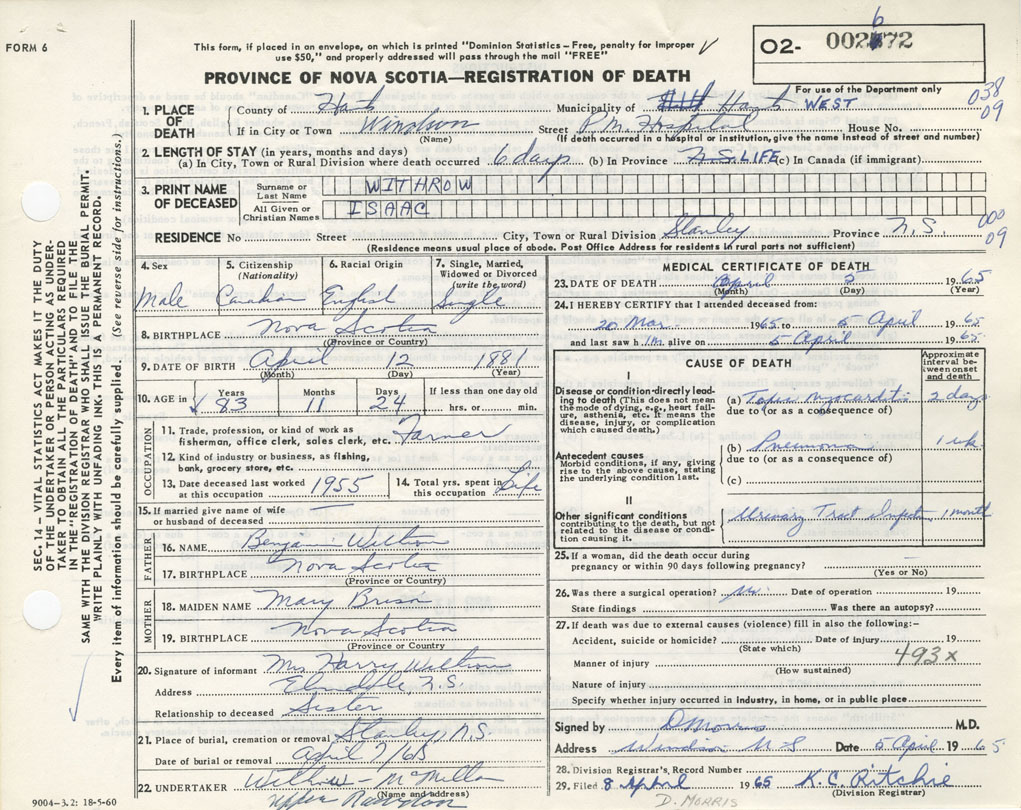 FORM 6
This form, if placed in an envelope, on which is printed "Dominion Statistics – Free, penalty for improper
use $50," and properly addressed will pass through the mail "FREE"
PROVINCE OF NOVA SCOTIA—REGISTRATION OF DEATH
6
O2- 002 72
For use of the Department only
038
09
1. PLACE OF DEATH
County of Hants Municipality of Hants WEST
If in City or Town Windsor Street P.M. Hospital House No.
(Name) (If death occurred in a hospital or institution, give the name instead of street and number)
2. LENGTH OF STAY (in years, months and days)
(a) In City, Town or Rural Division where death occurred 6 days (b) In Province N.S. LIFE (c) In Canada (if immigrant)
3. PRINT NAME OF DECEASED
Surname or Last Name WITHROW
All Given or Christian Names ISAAC
RESIDENCE No Street City, Town or Rural Division Stanley Province N.S.
000
09
(Residence means usual place of abode. Post Office Address for residents in rural parts not sufficient)
4. Sex Male
5. Citizenship (Nationality) Canadian
6. Racial Origin English
7. Single, Married, Widowed or Divorced (write the word) Single
8. BIRTHPLACE Nova Scotia
(Province or Country)
9. DATE OF BIRTH April 12 1881
(Month) (Day) (Year)
10. AGE in Years 83 Months 11 Days 24 If less than one day old hrs. or min.
OCCUPATION
11. Trade, profession, or kind of work as fisherman, office clerk, sales clerk, etc. Farmer
12. Kind of industry or business, as fishing, bank, grocery store, etc.
13. Date deceased last worked at this occupation 1955
14. Total yrs. spent in this occupation Life
15. If married give name of wife or husband of deceased —
FATHER
16. NAME
17. BIRTHPLACE Nova Scotia
(Province or Country)
MOTHER
18. MAIDEN NAME Mary
19. BIRTHPLACE Nova Scotia
(Province or Country
20. Signature of informant Mrs Harry
Address N.S.
Relationship to deceased Sister
21. Place of burial, cremation or removal Stanley, N.S.
Date of burial or removal April 7/65
22. UNDERTAKER
(Name and address)
Upper Rawdon
9004-3.2: 18-5-60
MEDICAL CERTIFICATE OF DEATH
23. DATE OF DEATH April 5 1965
(Month) (Day) (Year)
24. I HEREBY CERTIFY that I attended deceased from:
20 Mar. 1965 to 5 April 1965
and last saw him alive on 5 April 1965
CAUSE OF DEATH
Approximate interval between onset and death
I
Disease or condition directly leading to death (This does not mean the mode of dying, e.g., heart failure, asthenia, etc. It means the disease, injury, or complication which caused death.)
(a) Toxic Myocarditis 2 days
due to (or as a consequence of)
Antecedent causes
Morbid conditions, if any, giving rise to the above cause, stating the underlying condition last.
(b) Pneumonia 1 wk.
due to (or as a consequence of)
(c)
II
Other significant conditions
contributing to the death, but not related to the disease or condition causing it.
Urinary Tract Infection 1 month
25. If a woman, did the death occur during
pregnancy or within 90 days following pregnancy? —
(Yes or No)
26. Was there a surgical operation? No. Date of operation 19
State findings Was there an autopsy?
27. If death was due to external causes (violence) fill in also the following:–
Accident, suicide or homicide? Date of injury 19
(State which)
493x
Manner of injury
(How sustained)
Nature of injury
Specify whether injury occurred in industry, in home, or in public place
Signed by D Morris M.D.
Address Windsor N-S Date 5 April 1965
28. Division Registrar's Record Number
29. Filed 8 April 1965 K.C. Ritchie
(Division Registrar)
D. MORRIS
SEC. 14 – VITAL STATISTICS ACT MAKES IT THE DUTY
OF THE UNDERTAKER OR PERSON ACTING AS UNDER-
TAKER TO OBTAIN ALL THE PARTICULARS REQUIRED
IN THE "REGISTRATION OF DEATH" AND TO FILE THE
SAME WITH THE DIVISION REGISTRAR WHO SHALL ISSUE THE BURIAL PERMIT.
WRITE PLAINLY WITH UNFADING INK. THIS IS A PERMANENT RECORD.
Every item of information should be carefully supplied. (See reverse side for instructions.)